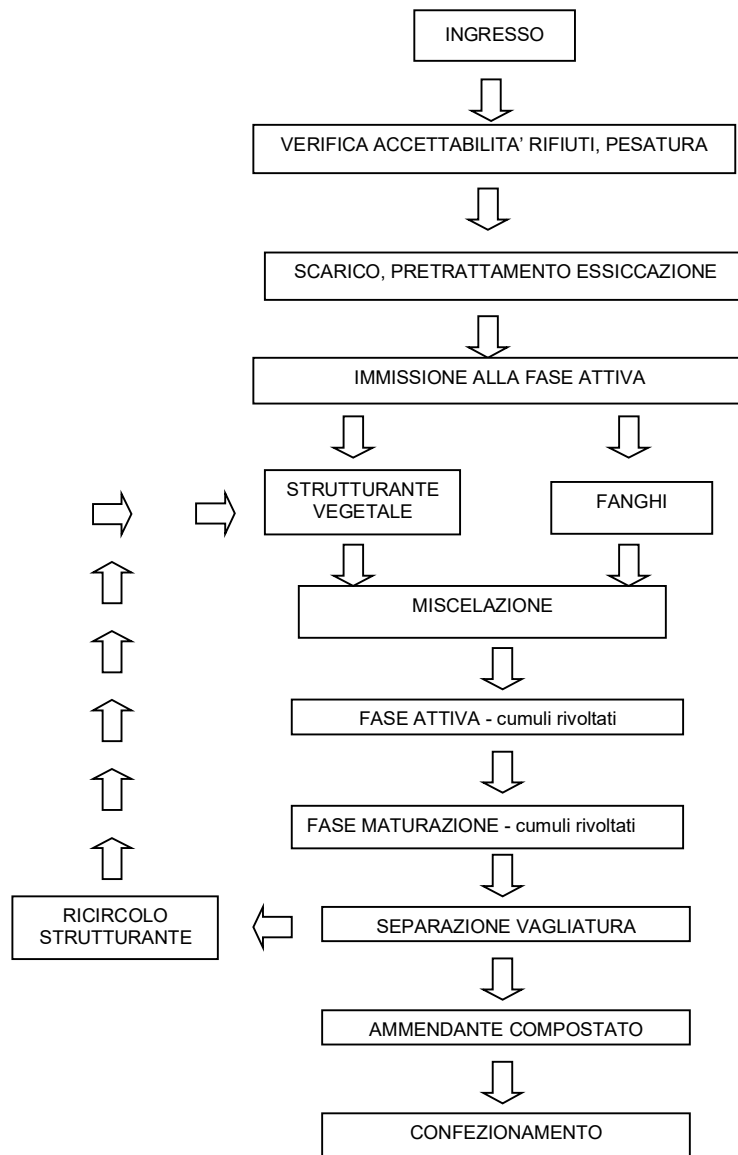 INGRESSO
VERIFICA ACCETTABILITA’ RIFIUTI, PESATURA
SCARICO, PRETRATTAMENTO ESSICCAZIONE
IMMISSIONE ALLA FASE ATTIVA
STRUTTURANTE
VEGETALE
FANGHI
MISCELAZIONE
FASE ATTIVA - cumuli rivoltati
FASE MATURAZIONE - cumuli rivoltati
RICIRCOLO
STRUTTURANTE
SEPARAZIONE VAGLIATURA
AMMENDANTE COMPOSTATO
CONFEZIONAMENTO